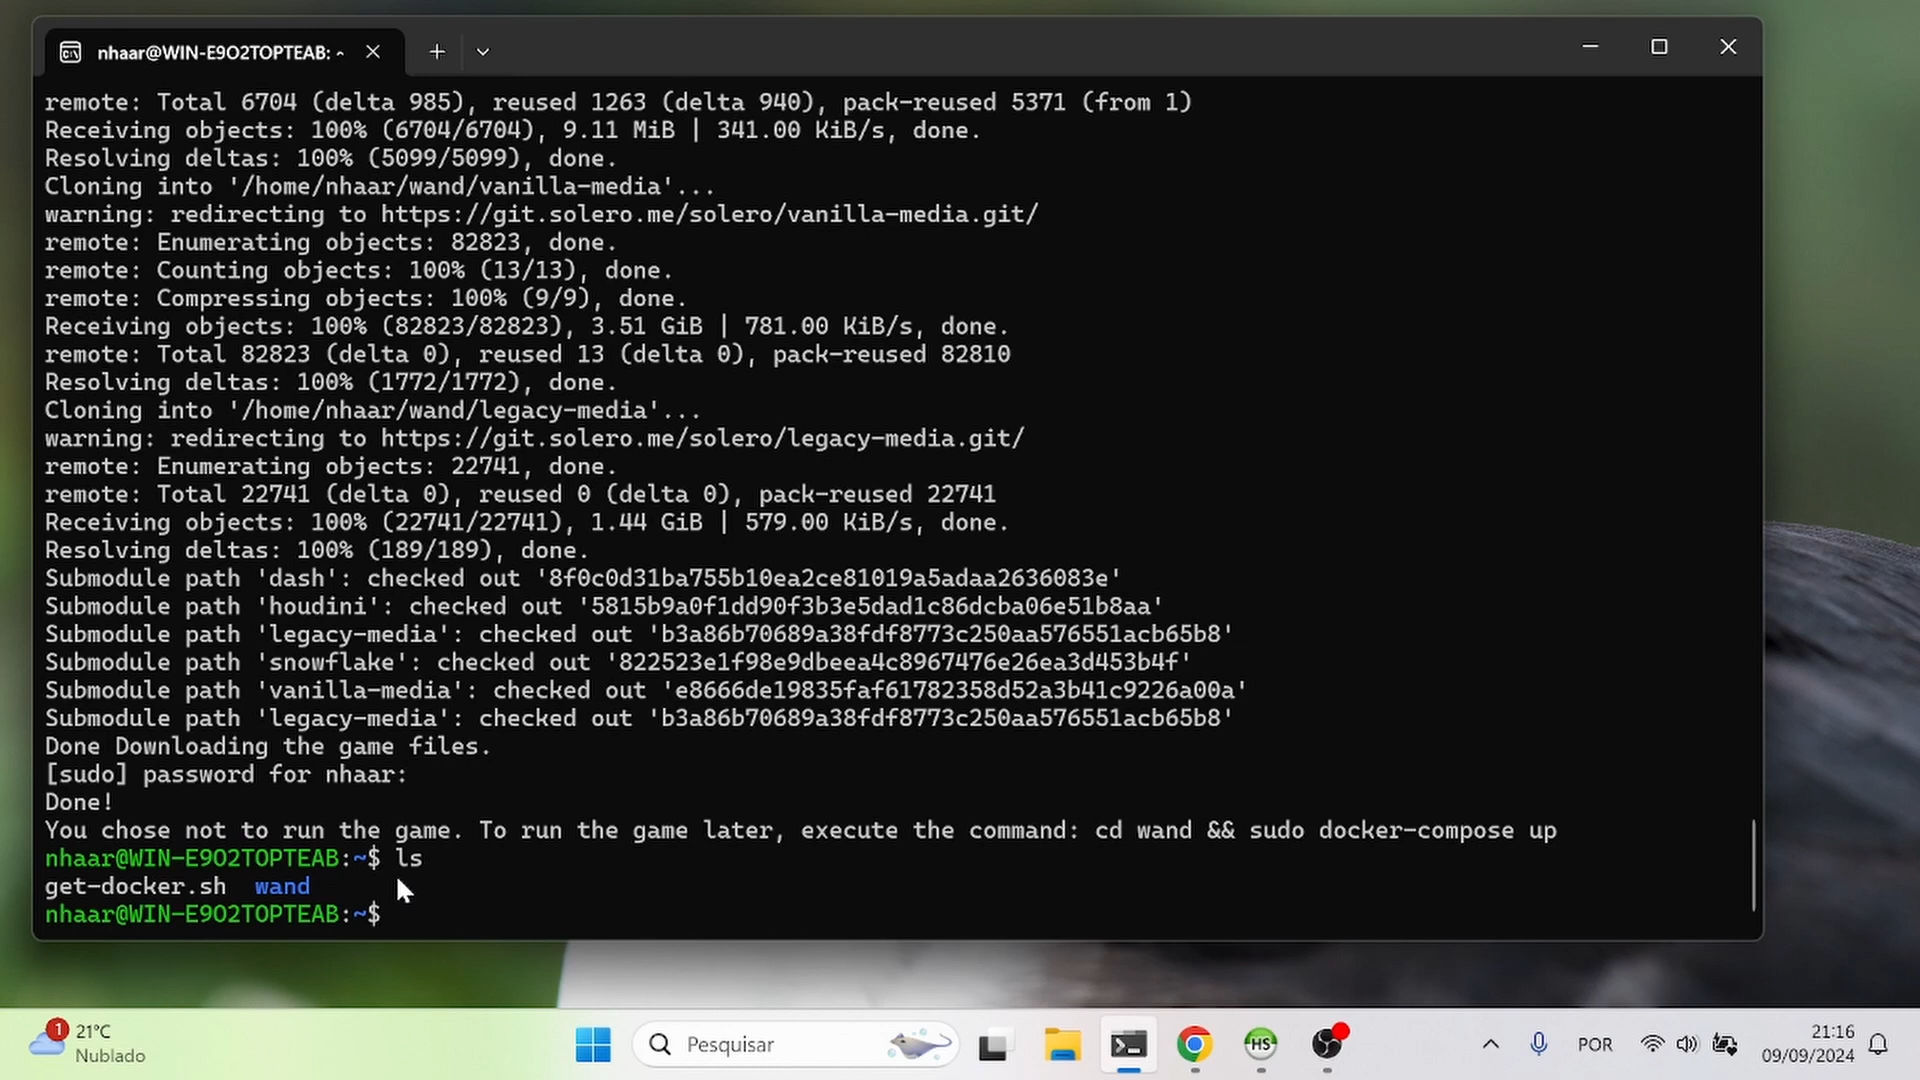 nhaar@WIN-E9O2TOPTEAB: ~
remote: Total 6704 (delta 985), reused 1263 (delta 940), pack-reused 5371 (from 1)
Receiving objects: 100% (6704/6704), 9.11 MiB | 341.00 KiB/s, done.
Resolving deltas: 100% (5099/5099), done.
Cloning into '/home/nhaar/wand/vanilla-media'...
warning: redirecting to https://git.solero.me/solero/vanilla-media.git/
remote: Enumerating objects: 82823, done.
remote: Counting objects: 100% (13/13), done.
remote: Compressing objects: 100% (9/9), done.
Receiving objects: 100% (82823/82823), 3.51 GiB | 781.00 KiB/s, done.
remote: Total 82823 (delta 0), reused 13 (delta 0), pack-reused 82810
Resolving deltas: 100% (1772/1772), done.
Cloning into '/home/nhaar/wand/legacy-media'...
warning: redirecting to https://git.solero.me/solero/legacy-media.git/
remote: Enumerating objects: 22741, done.
remote: Total 22741 (delta 0), reused 0 (delta 0), pack-reused 22741
Receiving objects: 100% (22741/22741), 1.44 GiB | 579.00 KiB/s, done.
Resolving deltas: 100% (189/189), done.
Submodule path 'dash': checked out '8f0c0d31ba755b10ea2ce81019a5adaa2636083e'
Submodule path 'houdini': checked out '5815b9a0f1dd90f3b3e5dad1c86dcba06e51b8aa'
Submodule path 'legacy-media': checked out 'b3a86b70689a38fdf8773c250aa576551acb65b8'
Submodule path 'snowflake': checked out '822523e1f98e9dbeea4c8967476e26ea3d453b4f'
Submodule path 'vanilla-media': checked out 'e8666de19835faf61782358d52a3b41c9226a00a'
Submodule path 'legacy-media': checked out 'b3a86b70689a38fdf8773c250aa576551acb65b8'
Done Downloading the game files.
[sudo] password for nhaar:
Done!
You chose not to run the game. To run the game later, execute the command: cd wand && sudo docker-compose up
nhaar@WIN-E9O2TOPTEAB:~$ ls
get-docker.sh  wand
nhaar@WIN-E9O2TOPTEAB:~$
1
21°C
Nublado
Pesquisar
HS
POR
21:16
09/09/2024